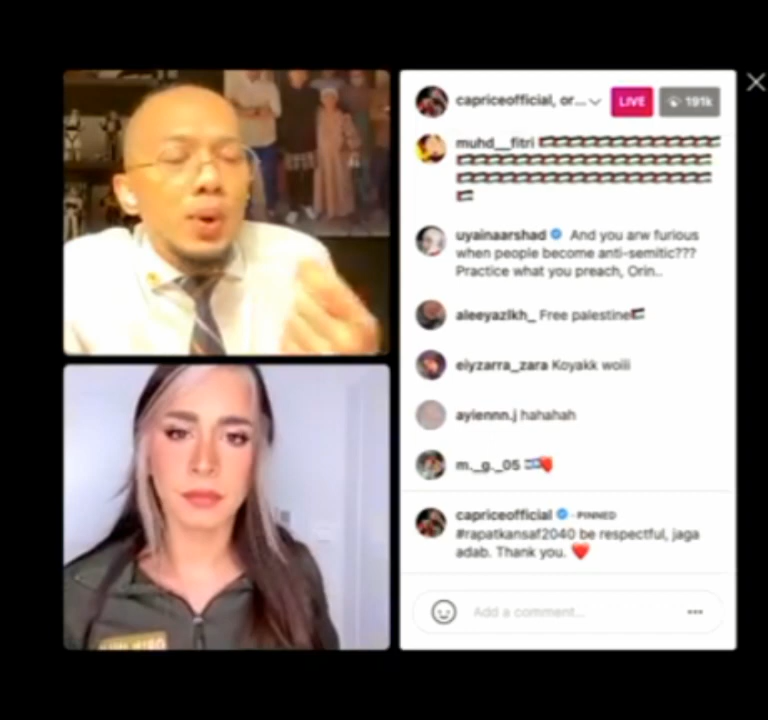 capriceofficial, or...
LIVE
191k
muhd__fitri
uyainaarshad And you arw furious
when people become anti-semitic???
Practice what you preach, Orin..
aleeyazlkh_ Free palestine
eiyzarra_zara Koyakk woiii
ayiennn.j hahahah
m._g._05
capriceofficial · PINNED
#rapatkansaf2040 be respectful, jaga
adab. Thank you.
Add a comment...